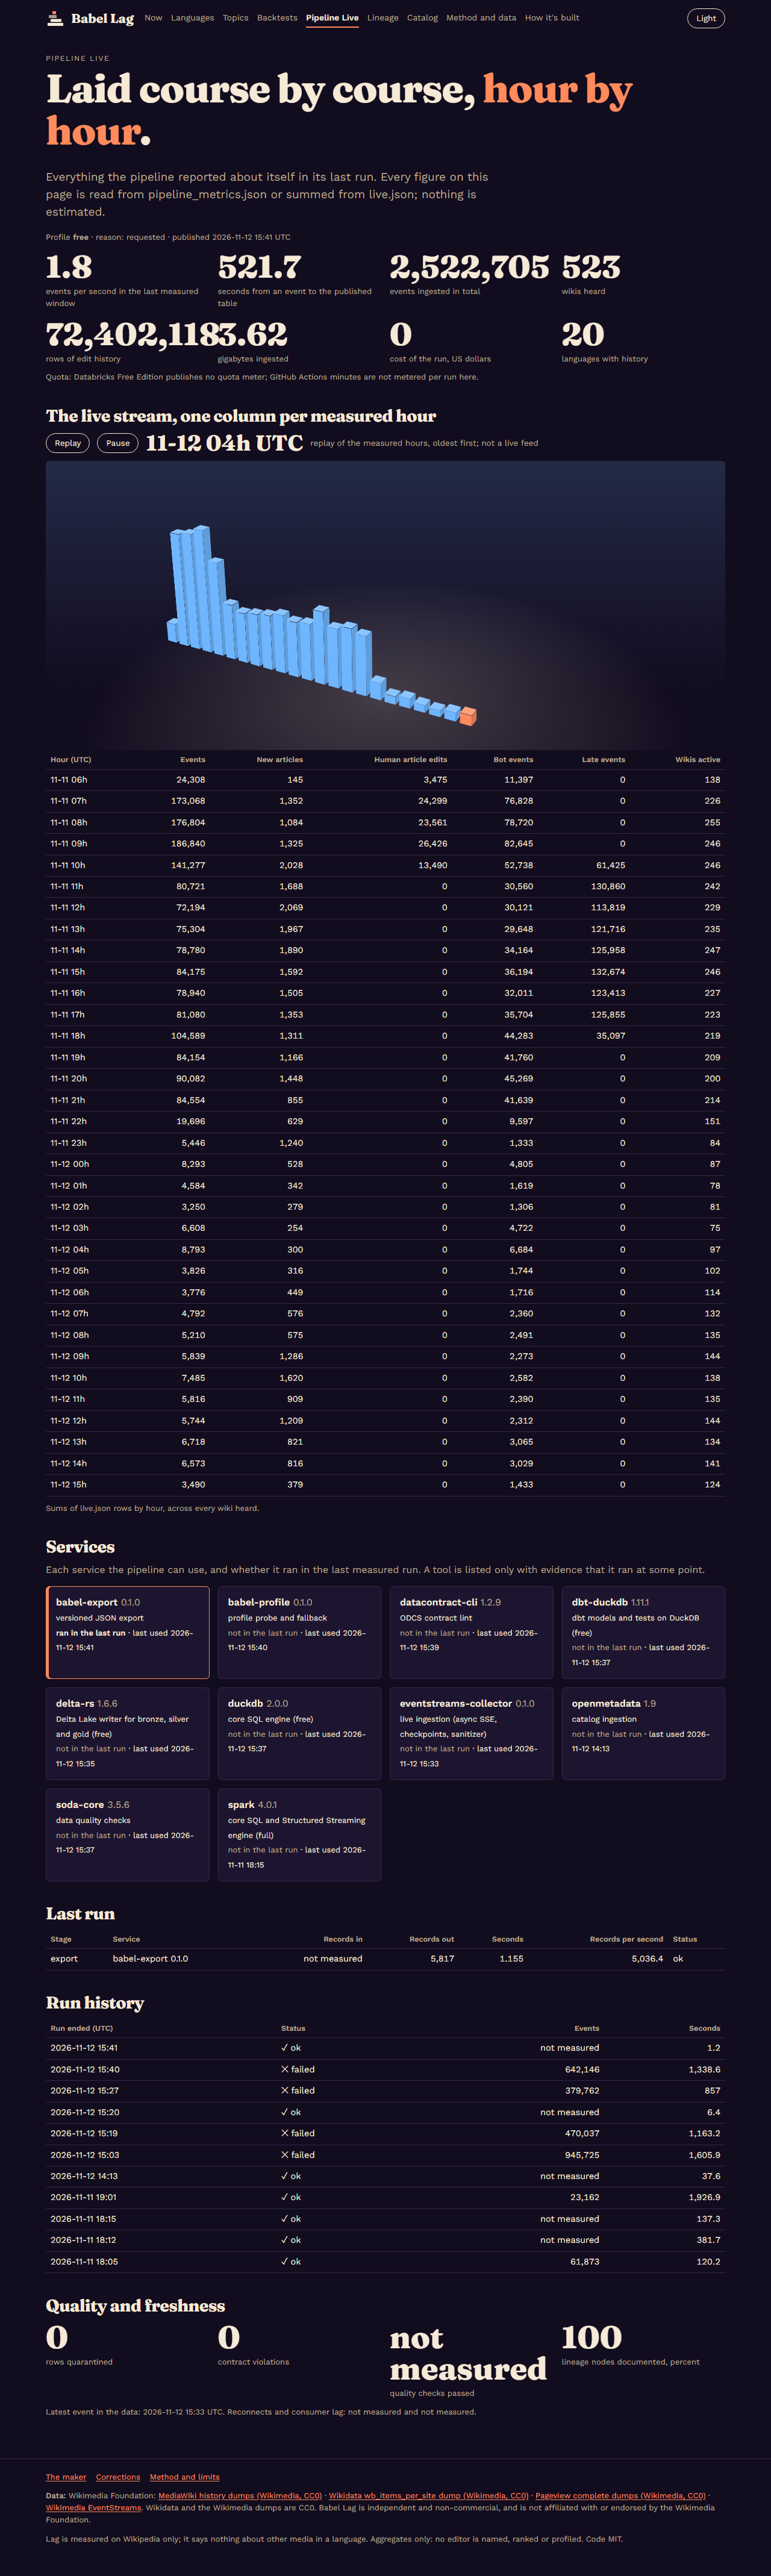 Babel Lag
Now Languages Topics Backtests Pipeline Live Lineage Catalog Method and data How it's built
Light
PIPELINE LIVE
Laid course by course, hour by
hour.
Everything the pipeline reported about itself in its last run. Every figure on this
page is read from pipeline_metrics.json or summed from live.json; nothing is
estimated.
Profile free · reason: requested · published 2026-11-12 15:41 UTC
1.8 521.7 2,522,705 523
events per second in the last measured window
seconds from an event to the published table
events ingested in total
wikis heard
72,402,118 3.62 0 20
rows of edit history
gigabytes ingested
cost of the run, US dollars
languages with history
Quota: Databricks Free Edition publishes no quota meter; GitHub Actions minutes are not metered per run here.
The live stream, one column per measured hour
Replay Pause 11-12 04h UTC replay of the measured hours, oldest first; not a live feed
Hour (UTC) Events New articles Human article edits Bot events Late events Wikis active
11-11 06h 24,308 145 3,475 11,397 0 138
11-11 07h 173,068 1,352 24,299 76,828 0 226
11-11 08h 176,804 1,084 23,561 78,720 0 255
11-11 09h 186,840 1,325 26,426 82,645 0 246
11-11 10h 141,277 2,028 13,490 52,738 61,425 246
11-11 11h 80,721 1,688 0 30,560 130,860 242
11-11 12h 72,194 2,069 0 30,121 113,819 229
11-11 13h 75,304 1,967 0 29,648 121,716 235
11-11 14h 78,780 1,890 0 34,164 125,958 247
11-11 15h 84,175 1,592 0 36,194 132,674 246
11-11 16h 78,940 1,505 0 32,011 123,413 227
11-11 17h 81,080 1,353 0 35,704 125,855 223
11-11 18h 104,589 1,311 0 44,283 35,097 219
11-11 19h 84,154 1,166 0 41,760 0 209
11-11 20h 90,082 1,448 0 45,269 0 200
11-11 21h 84,554 855 0 41,639 0 214
11-11 22h 19,696 629 0 9,597 0 151
11-11 23h 5,446 1,240 0 1,333 0 84
11-12 00h 8,293 528 0 4,805 0 87
11-12 01h 4,584 342 0 1,619 0 78
11-12 02h 3,250 279 0 1,306 0 81
11-12 03h 6,608 254 0 4,722 0 75
11-12 04h 8,793 300 0 6,684 0 97
11-12 05h 3,826 316 0 1,744 0 102
11-12 06h 3,776 449 0 1,716 0 114
11-12 07h 4,792 576 0 2,360 0 132
11-12 08h 5,210 575 0 2,491 0 135
11-12 09h 5,839 1,286 0 2,273 0 144
11-12 10h 7,485 1,620 0 2,582 0 138
11-12 11h 5,816 909 0 2,390 0 135
11-12 12h 5,744 1,209 0 2,312 0 144
11-12 13h 6,718 821 0 3,065 0 134
11-12 14h 6,573 816 0 3,029 0 141
11-12 15h 3,490 379 0 1,433 0 124
Sums of live.json rows by hour, across every wiki heard.
Services
Each service the pipeline can use, and whether it ran in the last measured run. A tool is listed only with evidence that it ran at some point.
babel-export 0.1.0
versioned JSON export
ran in the last run · last used 2026-
11-12 15:41
babel-profile 0.1.0
profile probe and fallback
not in the last run · last used 2026-
11-12 15:40
datacontract-cli 1.2.9
ODCS contract lint
not in the last run · last used 2026-
11-12 15:39
dbt-duckdb 1.11.1
dbt models and tests on DuckDB
(free)
not in the last run · last used 2026-
11-12 15:37
delta-rs 1.6.6
Delta Lake writer for bronze, silver
and gold (free)
not in the last run · last used 2026-
11-12 15:35
duckdb 2.0.0
core SQL engine (free)
not in the last run · last used 2026-
11-12 15:37
eventstreams-collector 0.1.0
live ingestion (async SSE,
checkpoints, sanitizer)
not in the last run · last used 2026-
11-12 15:33
openmetadata 1.9
catalog ingestion
not in the last run · last used 2026-
11-12 14:13
soda-core 3.5.6
data quality checks
not in the last run · last used 2026-
11-12 15:37
spark 4.0.1
core SQL and Structured Streaming
engine (full)
not in the last run · last used 2026-
11-11 18:15
Last run
Stage Service Records in Records out Seconds Records per second Status
export babel-export 0.1.0 not measured 5,817 1.155 5,036.4 ok
Run history
Run ended (UTC) Status Events Seconds
2026-11-12 15:41 ✓ ok not measured 1.2
2026-11-12 15:40 ✕ failed 642,146 1,338.6
2026-11-12 15:27 ✕ failed 379,762 857
2026-11-12 15:20 ✓ ok not measured 6.4
2026-11-12 15:19 ✕ failed 470,037 1,163.2
2026-11-12 15:03 ✕ failed 945,725 1,605.9
2026-11-12 14:13 ✓ ok not measured 37.6
2026-11-11 19:01 ✓ ok 23,162 1,926.9
2026-11-11 18:15 ✓ ok not measured 137.3
2026-11-11 18:12 ✓ ok not measured 381.7
2026-11-11 18:05 ✓ ok 61,873 120.2
Quality and freshness
0
rows quarantined
0
contract violations
not
measured
quality checks passed
100
lineage nodes documented, percent
Latest event in the data: 2026-11-12 15:33 UTC. Reconnects and consumer lag: not measured and not measured.
The maker Corrections Method and limits
Data: Wikimedia Foundation: MediaWiki history dumps (Wikimedia, CC0) · Wikidata wb_items_per_site dump (Wikimedia, CC0) · Pageview complete dumps (Wikimedia, CC0) ·
Wikimedia EventStreams. Wikidata and the Wikimedia dumps are CC0. Babel Lag is independent and non-commercial, and is not affiliated with or endorsed by the Wikimedia
Foundation.
Lag is measured on Wikipedia only; it says nothing about other media in a language. Aggregates only: no editor is named, ranked or profiled. Code MIT.